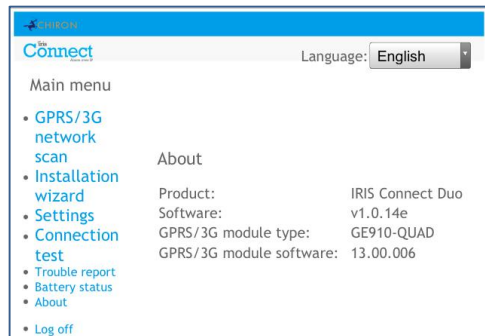 CHIRON
iris
Connect
Language: English
Main menu
GPRS/3G
network
scan
Installation
wizard
Settings
Connection
test
Trouble report
Battery status
About
Log off
About
Product: IRIS Connect Duo
Software: v1.0.14e
GPRS/3G module type: GE910-QUAD
GPRS/3G module software: 13.00.006